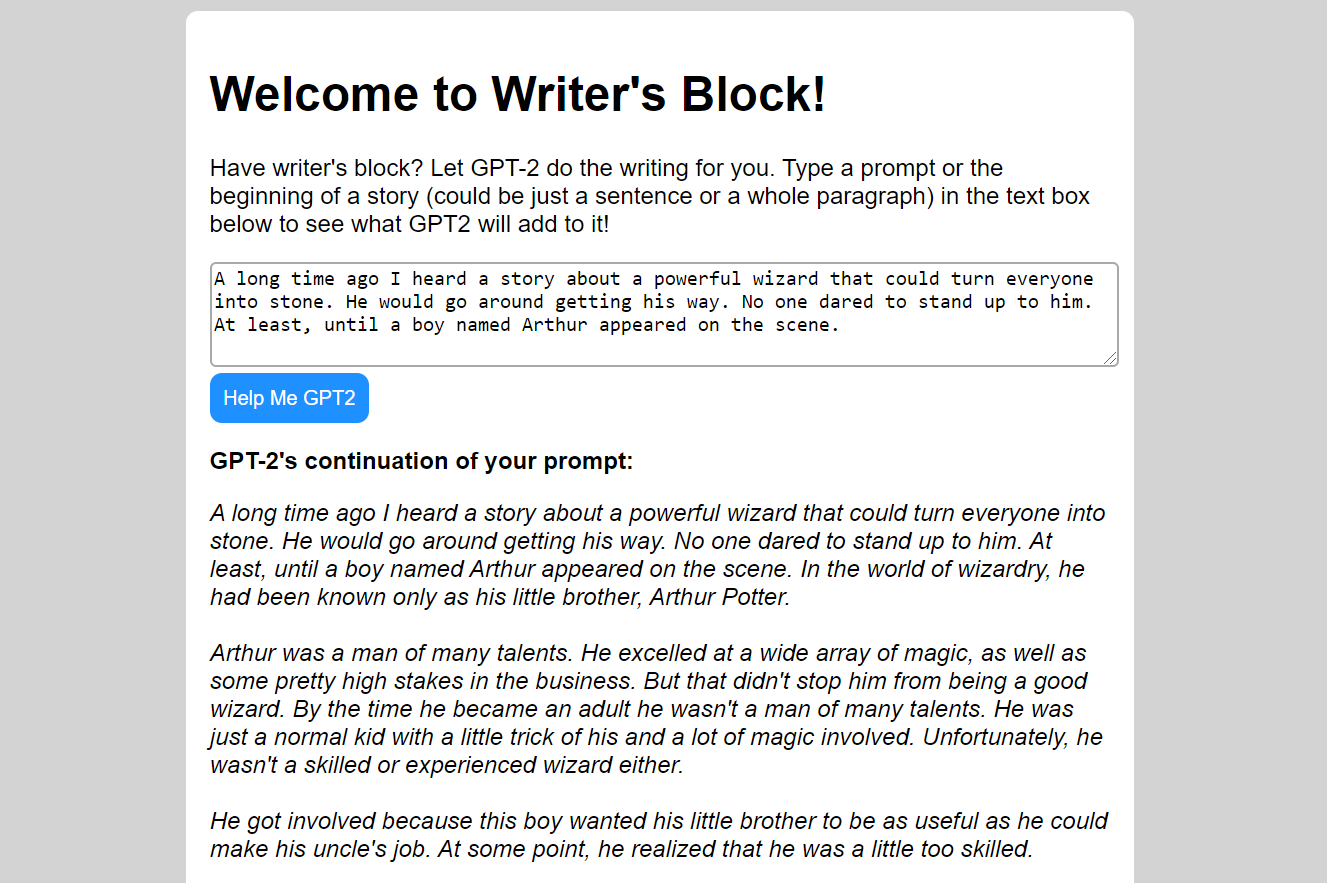 Welcome to Writer's Block!
Have writer's block? Let GPT-2 do the writing for you. Type a prompt or the
beginning of a story (could be just a sentence or a whole paragraph) in the text box
below to see what GPT2 will add to it!
A long time ago I heard a story about a powerful wizard that could turn everyone
into stone. He would go around getting his way. No one dared to stand up to him.
At least, until a boy named Arthur appeared on the scene.
Help Me GPT2
GPT-2's continuation of your prompt:
A long time ago I heard a story about a powerful wizard that could turn everyone into
stone. He would go around getting his way. No one dared to stand up to him. At
least, until a boy named Arthur appeared on the scene. In the world of wizardry, he
had been known only as his little brother, Arthur Potter.
Arthur was a man of many talents. He excelled at a wide array of magic, as well as
some pretty high stakes in the business. But that didn't stop him from being a good
wizard. By the time he became an adult he wasn't a man of many talents. He was
just a normal kid with a little trick of his and a lot of magic involved. Unfortunately, he
wasn't a skilled or experienced wizard either.
He got involved because this boy wanted his little brother to be as useful as he could
make his uncle's job. At some point, he realized that he was a little too skilled.